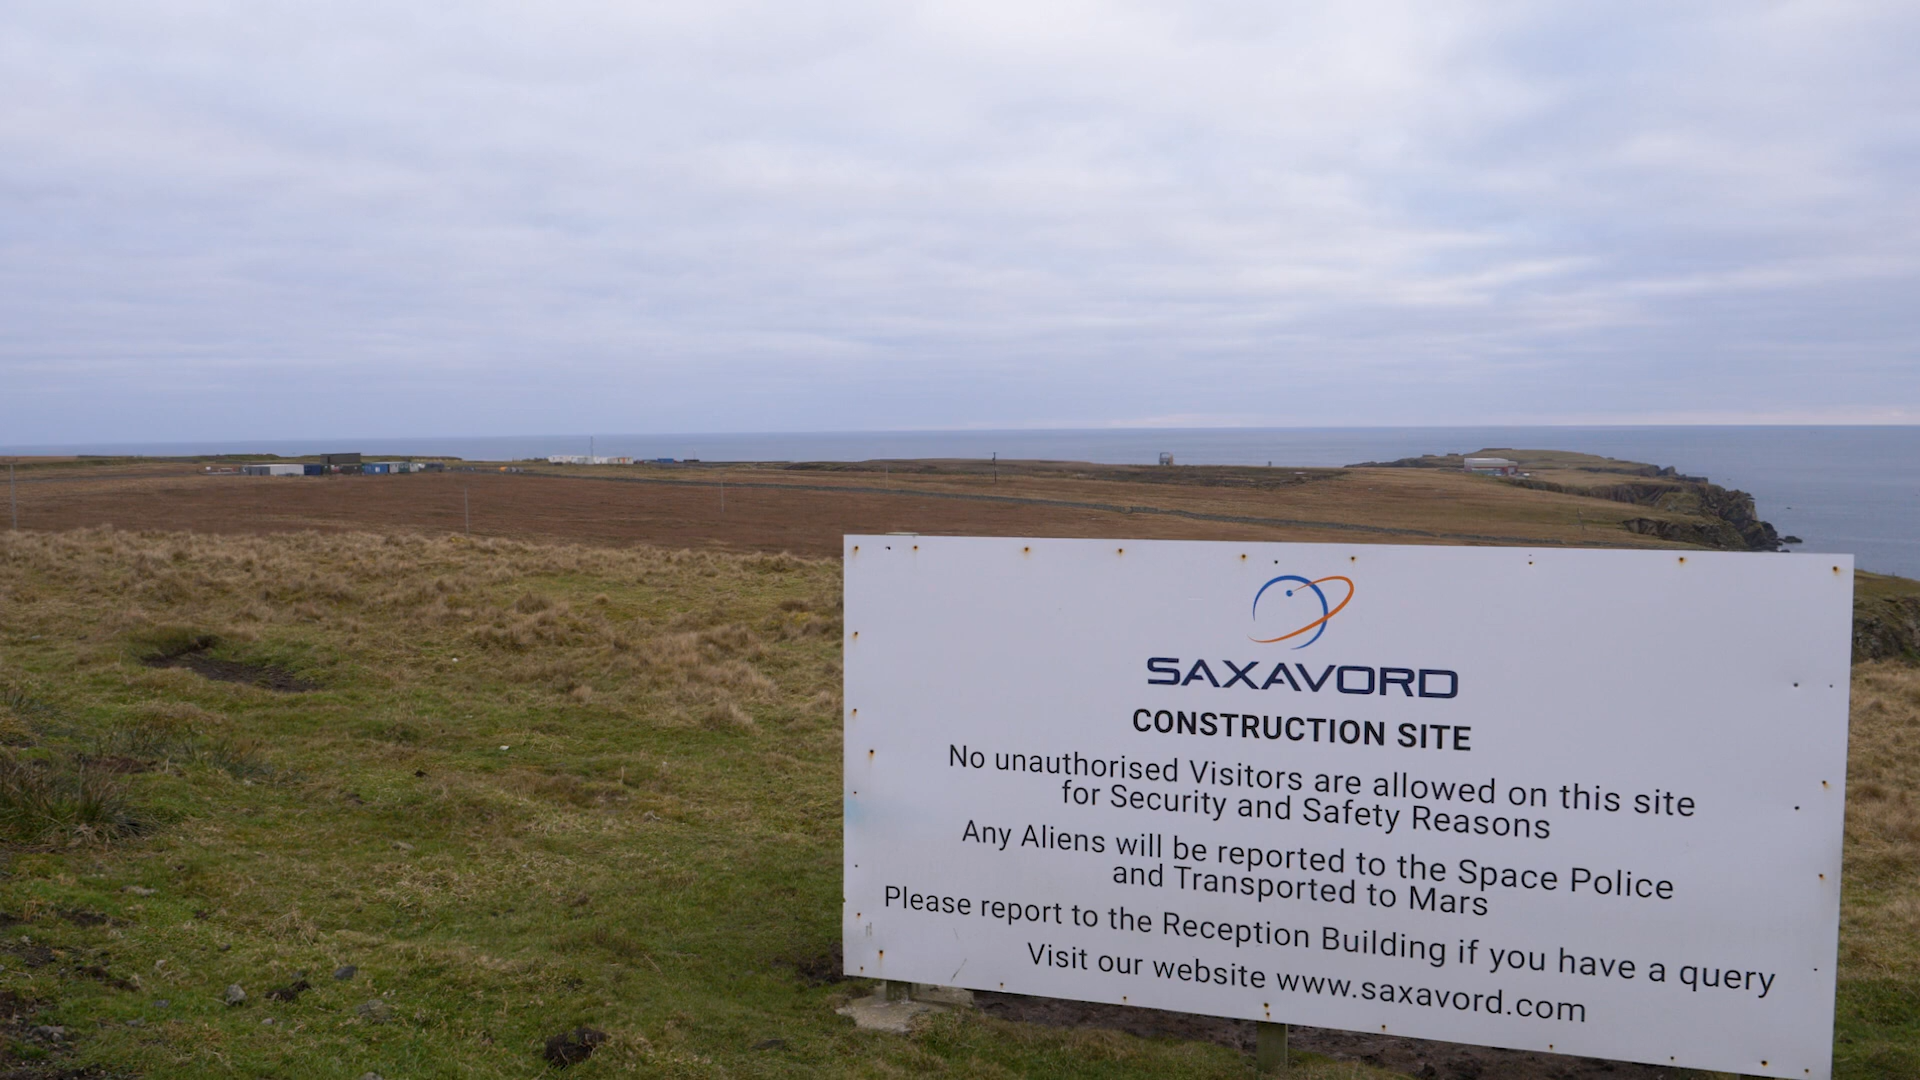 SAXAVORD
CONSTRUCTION SITE
No unauthorised Visitors are allowed on this site
for Security and Safety Reasons
Any Aliens will be reported to the Space Police
and Transported to Mars
Please report to the Reception Building if you have a query
Visit our website www.saxavord.com